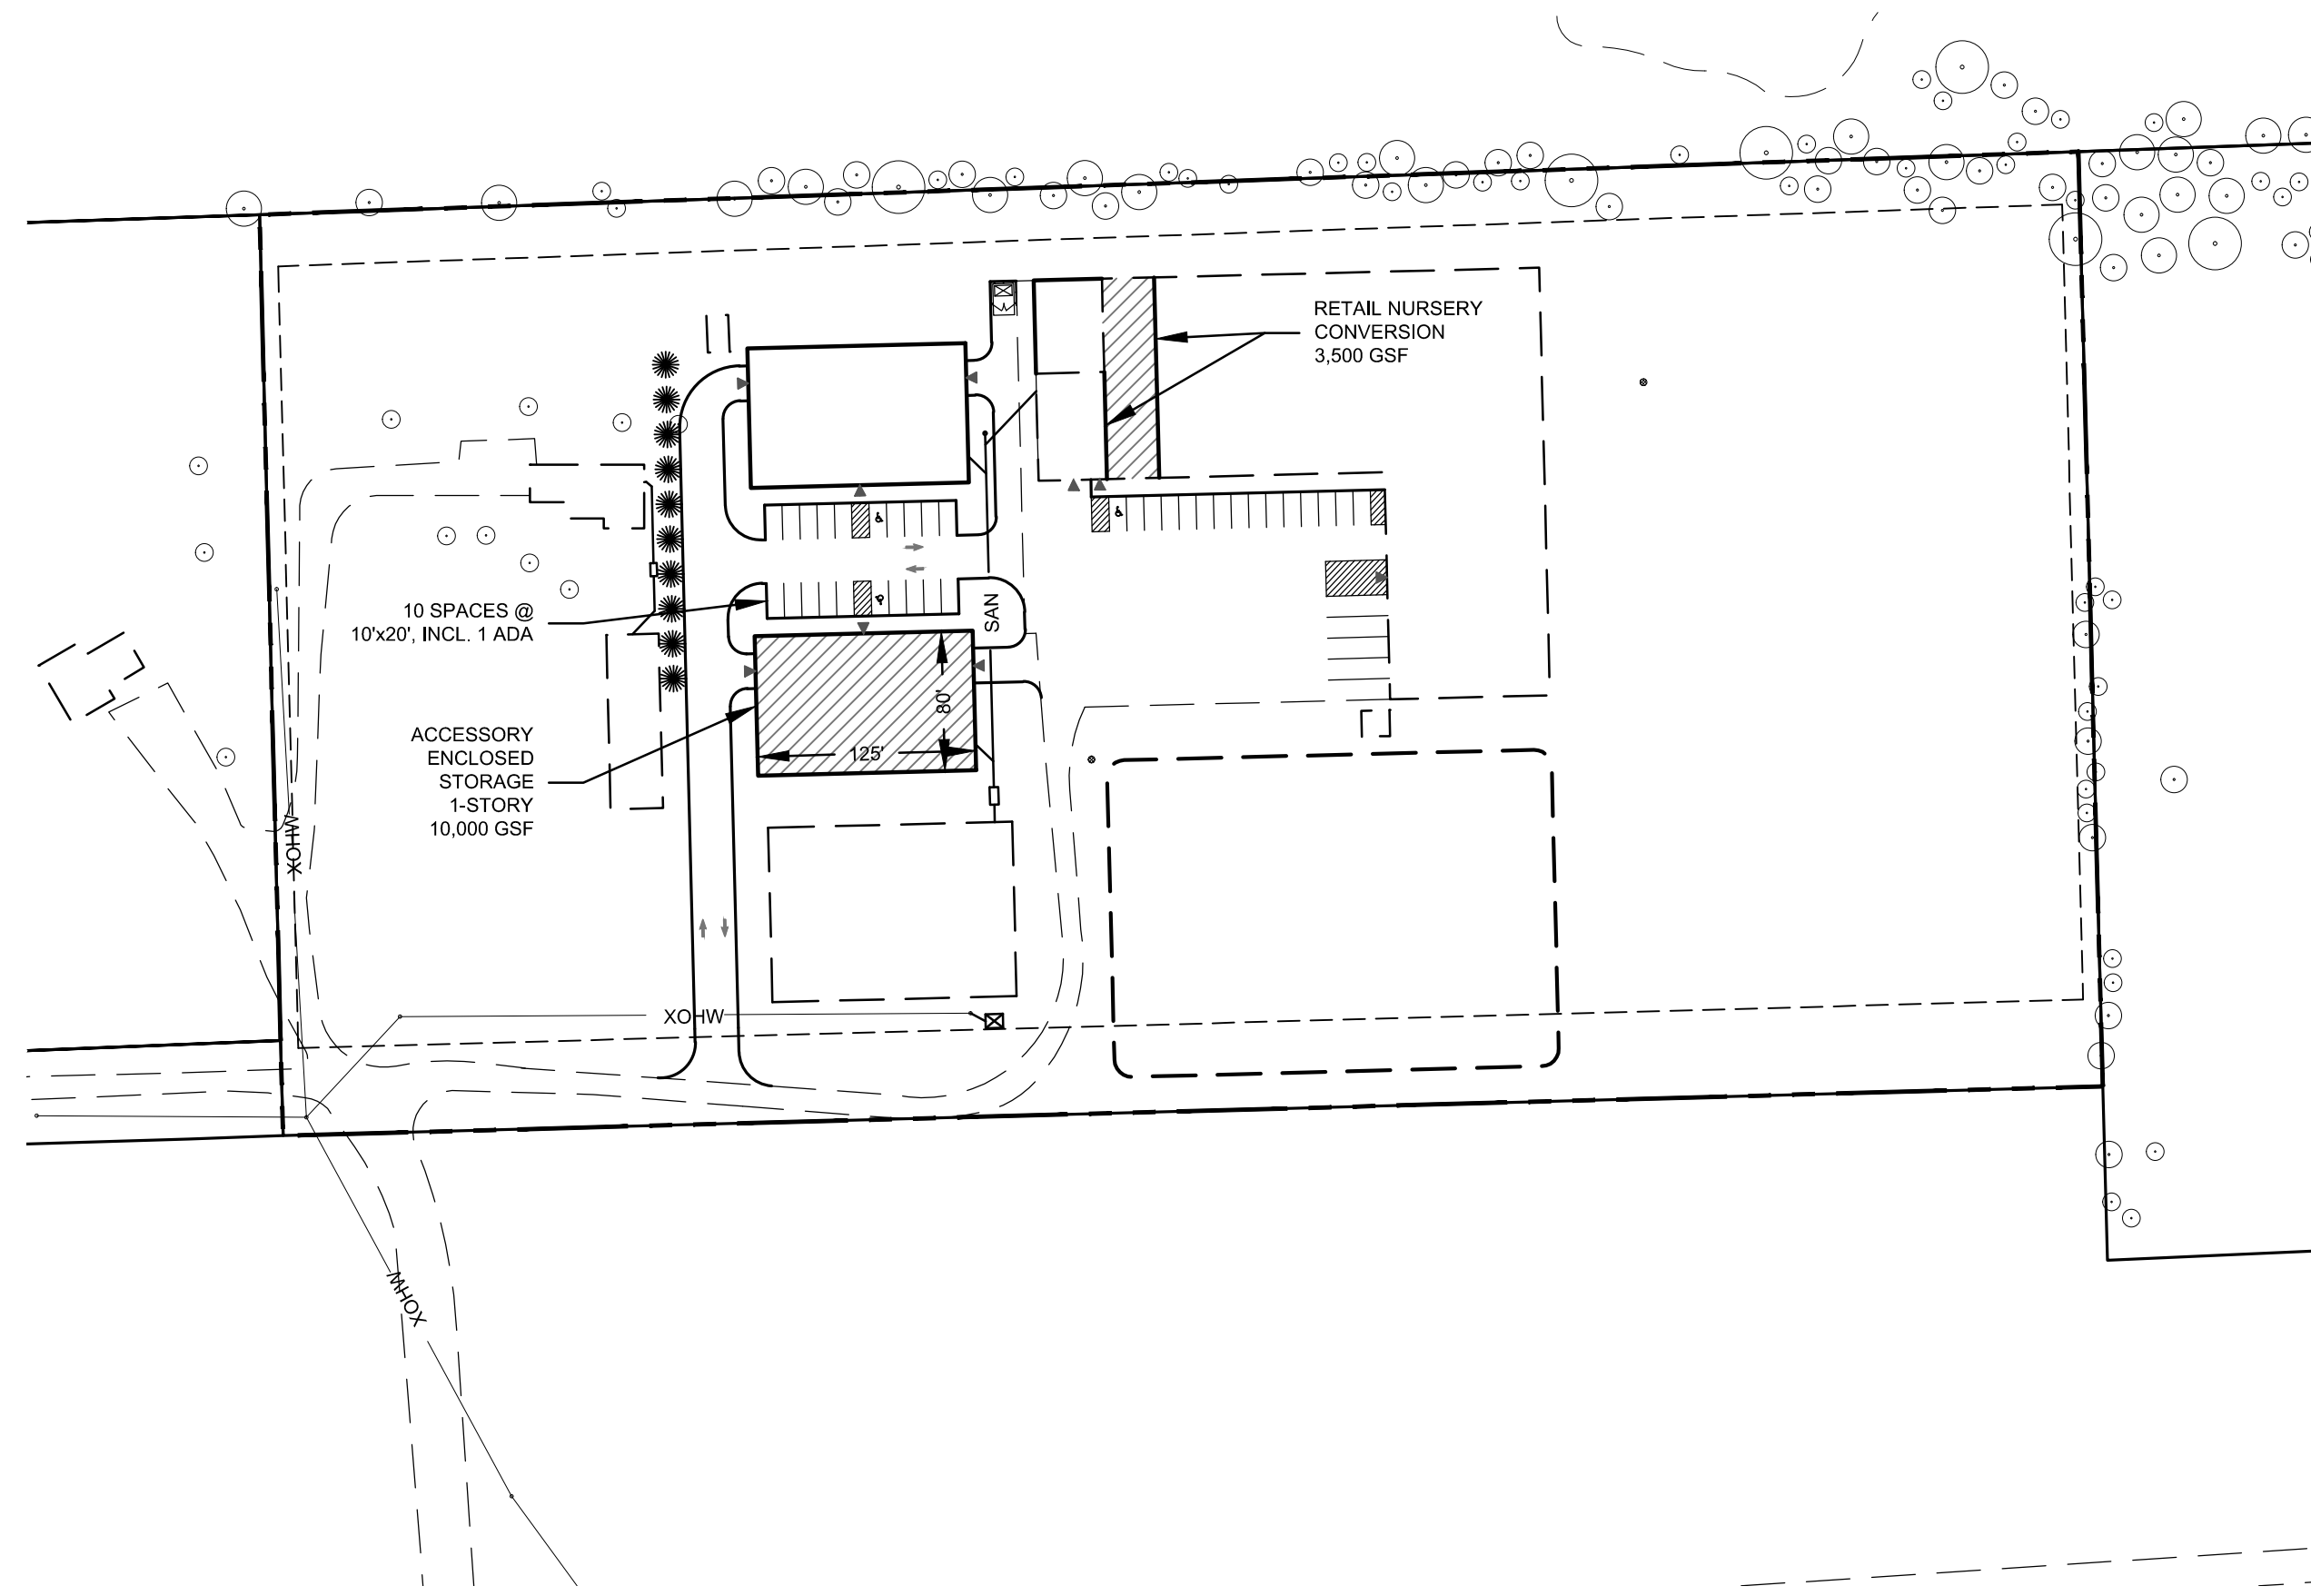 RETAIL NURSERY
CONVERSION
3,500 GSF
10 SPACES @
10'x20', INCL. 1 ADA
SAN
80'
125'
ACCESSORY
ENCLOSED
STORAGE
1-STORY
10,000 GSF
XOHW
XOHW
XOHW